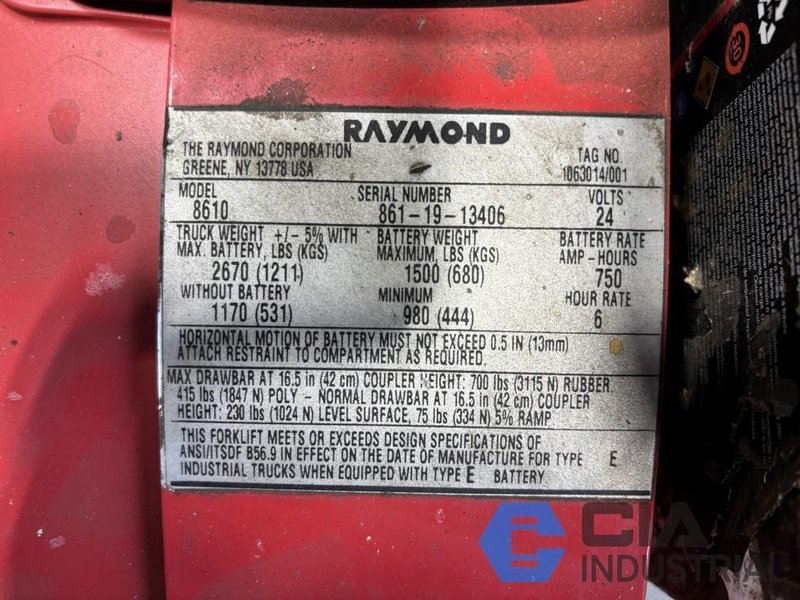 RAYMOND
THE RAYMOND CORPORATION
GREENE, NY 13778 USA
TAG NO.
1063014/001
MODEL
8610
SERIAL NUMBER
861-19-13406
VOLTS
24
TRUCK WEIGHT +/- 5% WITH
MAX. BATTERY, LBS (KGS)
2670 (1211)
BATTERY WEIGHT
MAXIMUM, LBS (KGS)
1500 (680)
BATTERY RATE
AMP-HOURS
750
WITHOUT BATTERY
1170 (531)
MINIMUM
980 (444)
HOUR RATE
6
HORIZONTAL MOTION OF BATTERY MUST NOT EXCEED 0.5 IN (13mm)
ATTACH RESTRAINT TO COMPARTMENT AS REQUIRED.
MAX DRAWBAR AT 16.5 in (42 cm) COUPLER HEIGHT: 700 lbs (3115 N) RUBBER
415 lbs (1847 N) POLY - NORMAL DRAWBAR AT 16.5 in (42 cm) COUPLER
HEIGHT: 230 lbs (1024 N) LEVEL SURFACE, 75 lbs (334 N) 5% RAMP
THIS FORKLIFT MEETS OR EXCEEDS DESIGN SPECIFICATIONS OF
ANSI/ITSDF B56.9 IN EFFECT ON THE DATE OF MANUFACTURE FOR TYPE E
INDUSTRIAL TRUCKS WHEN EQUIPPED WITH TYPE E BATTERY
CIA
INDUSTRIAL